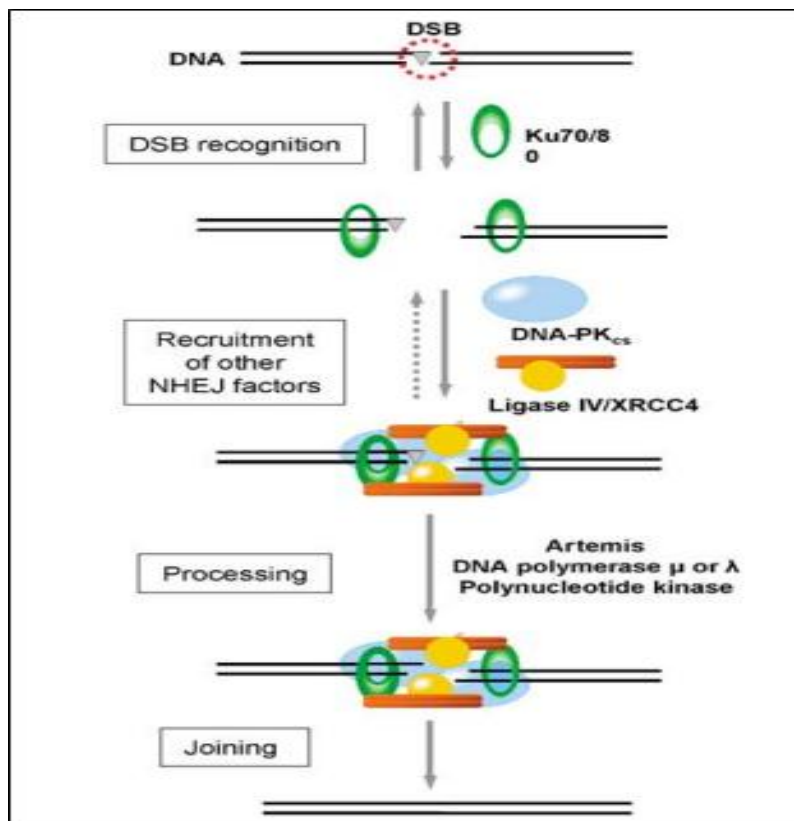 DSB
DNA
DSB recognition
Ku70/8
0
Recruitment
of other
NHEJ factors
DNA-PKcs
Ligase IV/XRCC4
Processing
Artemis
DNA polymerase μ or λ
Polynucleotide kinase
Joining